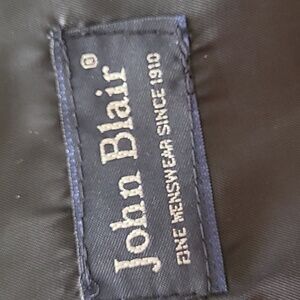 John Blair®
FINE MENSWEAR SINCE 1910